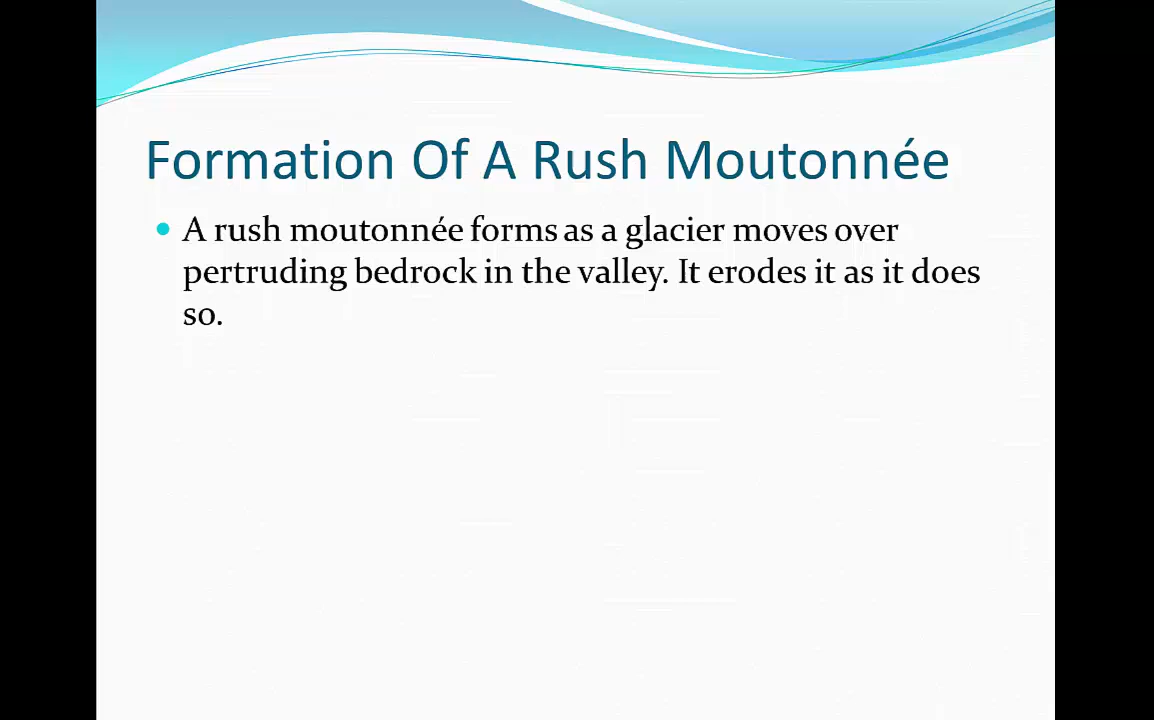 Formation Of A Rush Moutonnée
A rush moutonnée forms as a glacier moves over
pertruding bedrock in the valley. It erodes it as it does
so.